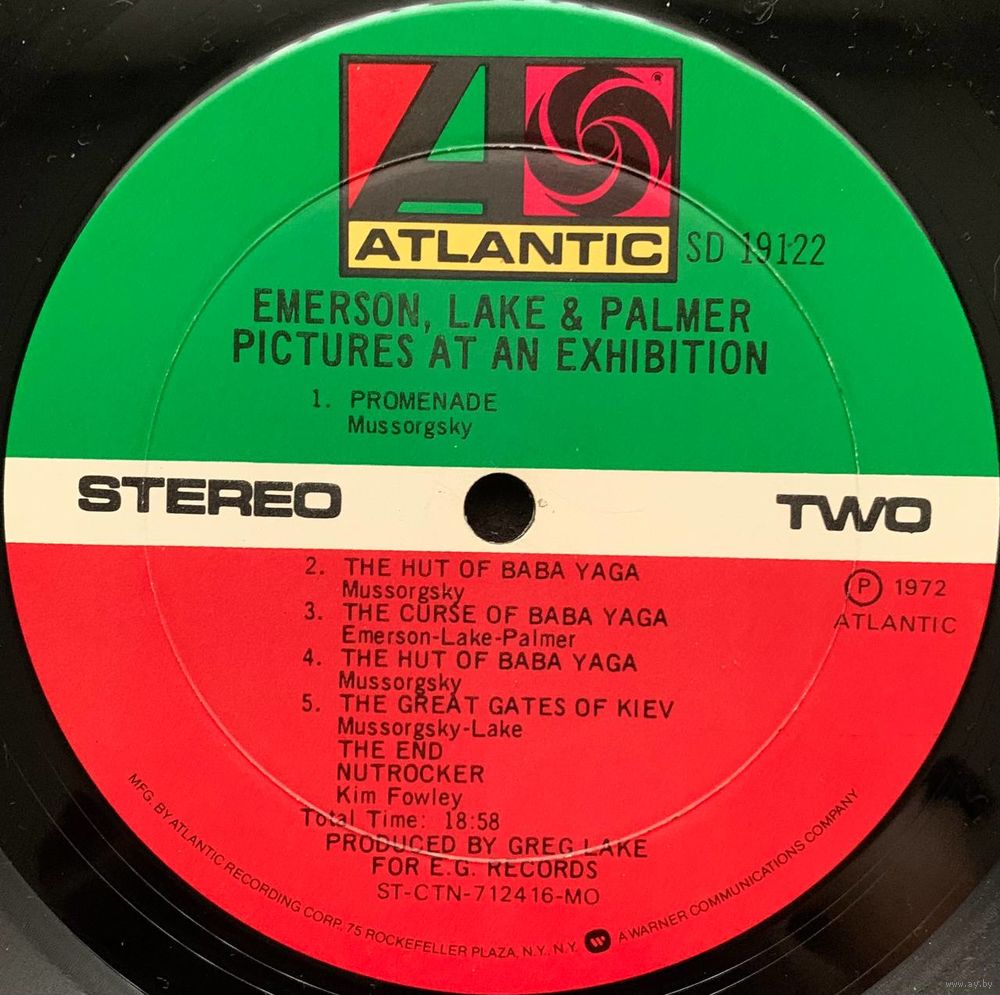 ®
ATLANTIC
SD 19122
EMERSON, LAKE & PALMER
PICTURES AT AN EXHIBITION
1. PROMENADE
Mussorgsky
STEREO
TWO
2. THE HUT OF BABA YAGA
Mussorgsky
3. THE CURSE OF BABA YAGA
Emerson-Lake-Palmer
4. THE HUT OF BABA YAGA
Mussorgsky
5. THE GREAT GATES OF KIEV
Mussorgsky-Lake
THE END
NUTROCKER
Kim Fowley
Total Time: 18:58
PRODUCED BY GREG LAKE
FOR E.G. RECORDS
ST-CTN-712416-MO
℗ 1972
ATLANTIC
MFG. BY ATLANTIC RECORDING CORP. 75 ROCKEFELLER PLAZA, N.Y., N.Y. A WARNER COMMUNICATIONS COMPANY
www.ay.by